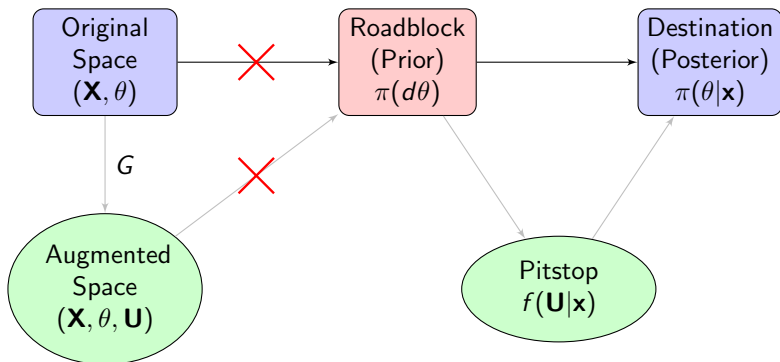 Original
Space
(X, θ)
Roadblock
(Prior)
π(dθ)
Destination
(Posterior)
π(θ|x)
G
Augmented
Space
(X, θ, U)
Pitstop
f(U|x)